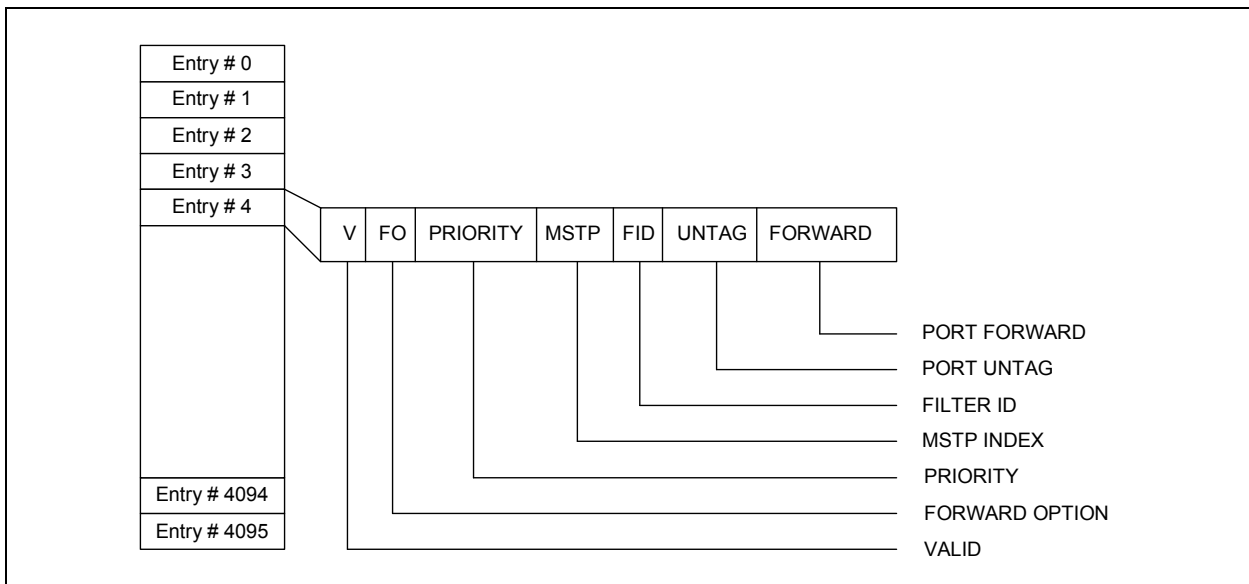 Entry # 0
Entry # 1
Entry # 2
Entry # 3
Entry # 4
V FO PRIORITY MSTP FID UNTAG FORWARD
PORT FORWARD
PORT UNTAG
FILTER ID
MSTP INDEX
PRIORITY
Entry # 4094
FORWARD OPTION
Entry # 4095
VALID